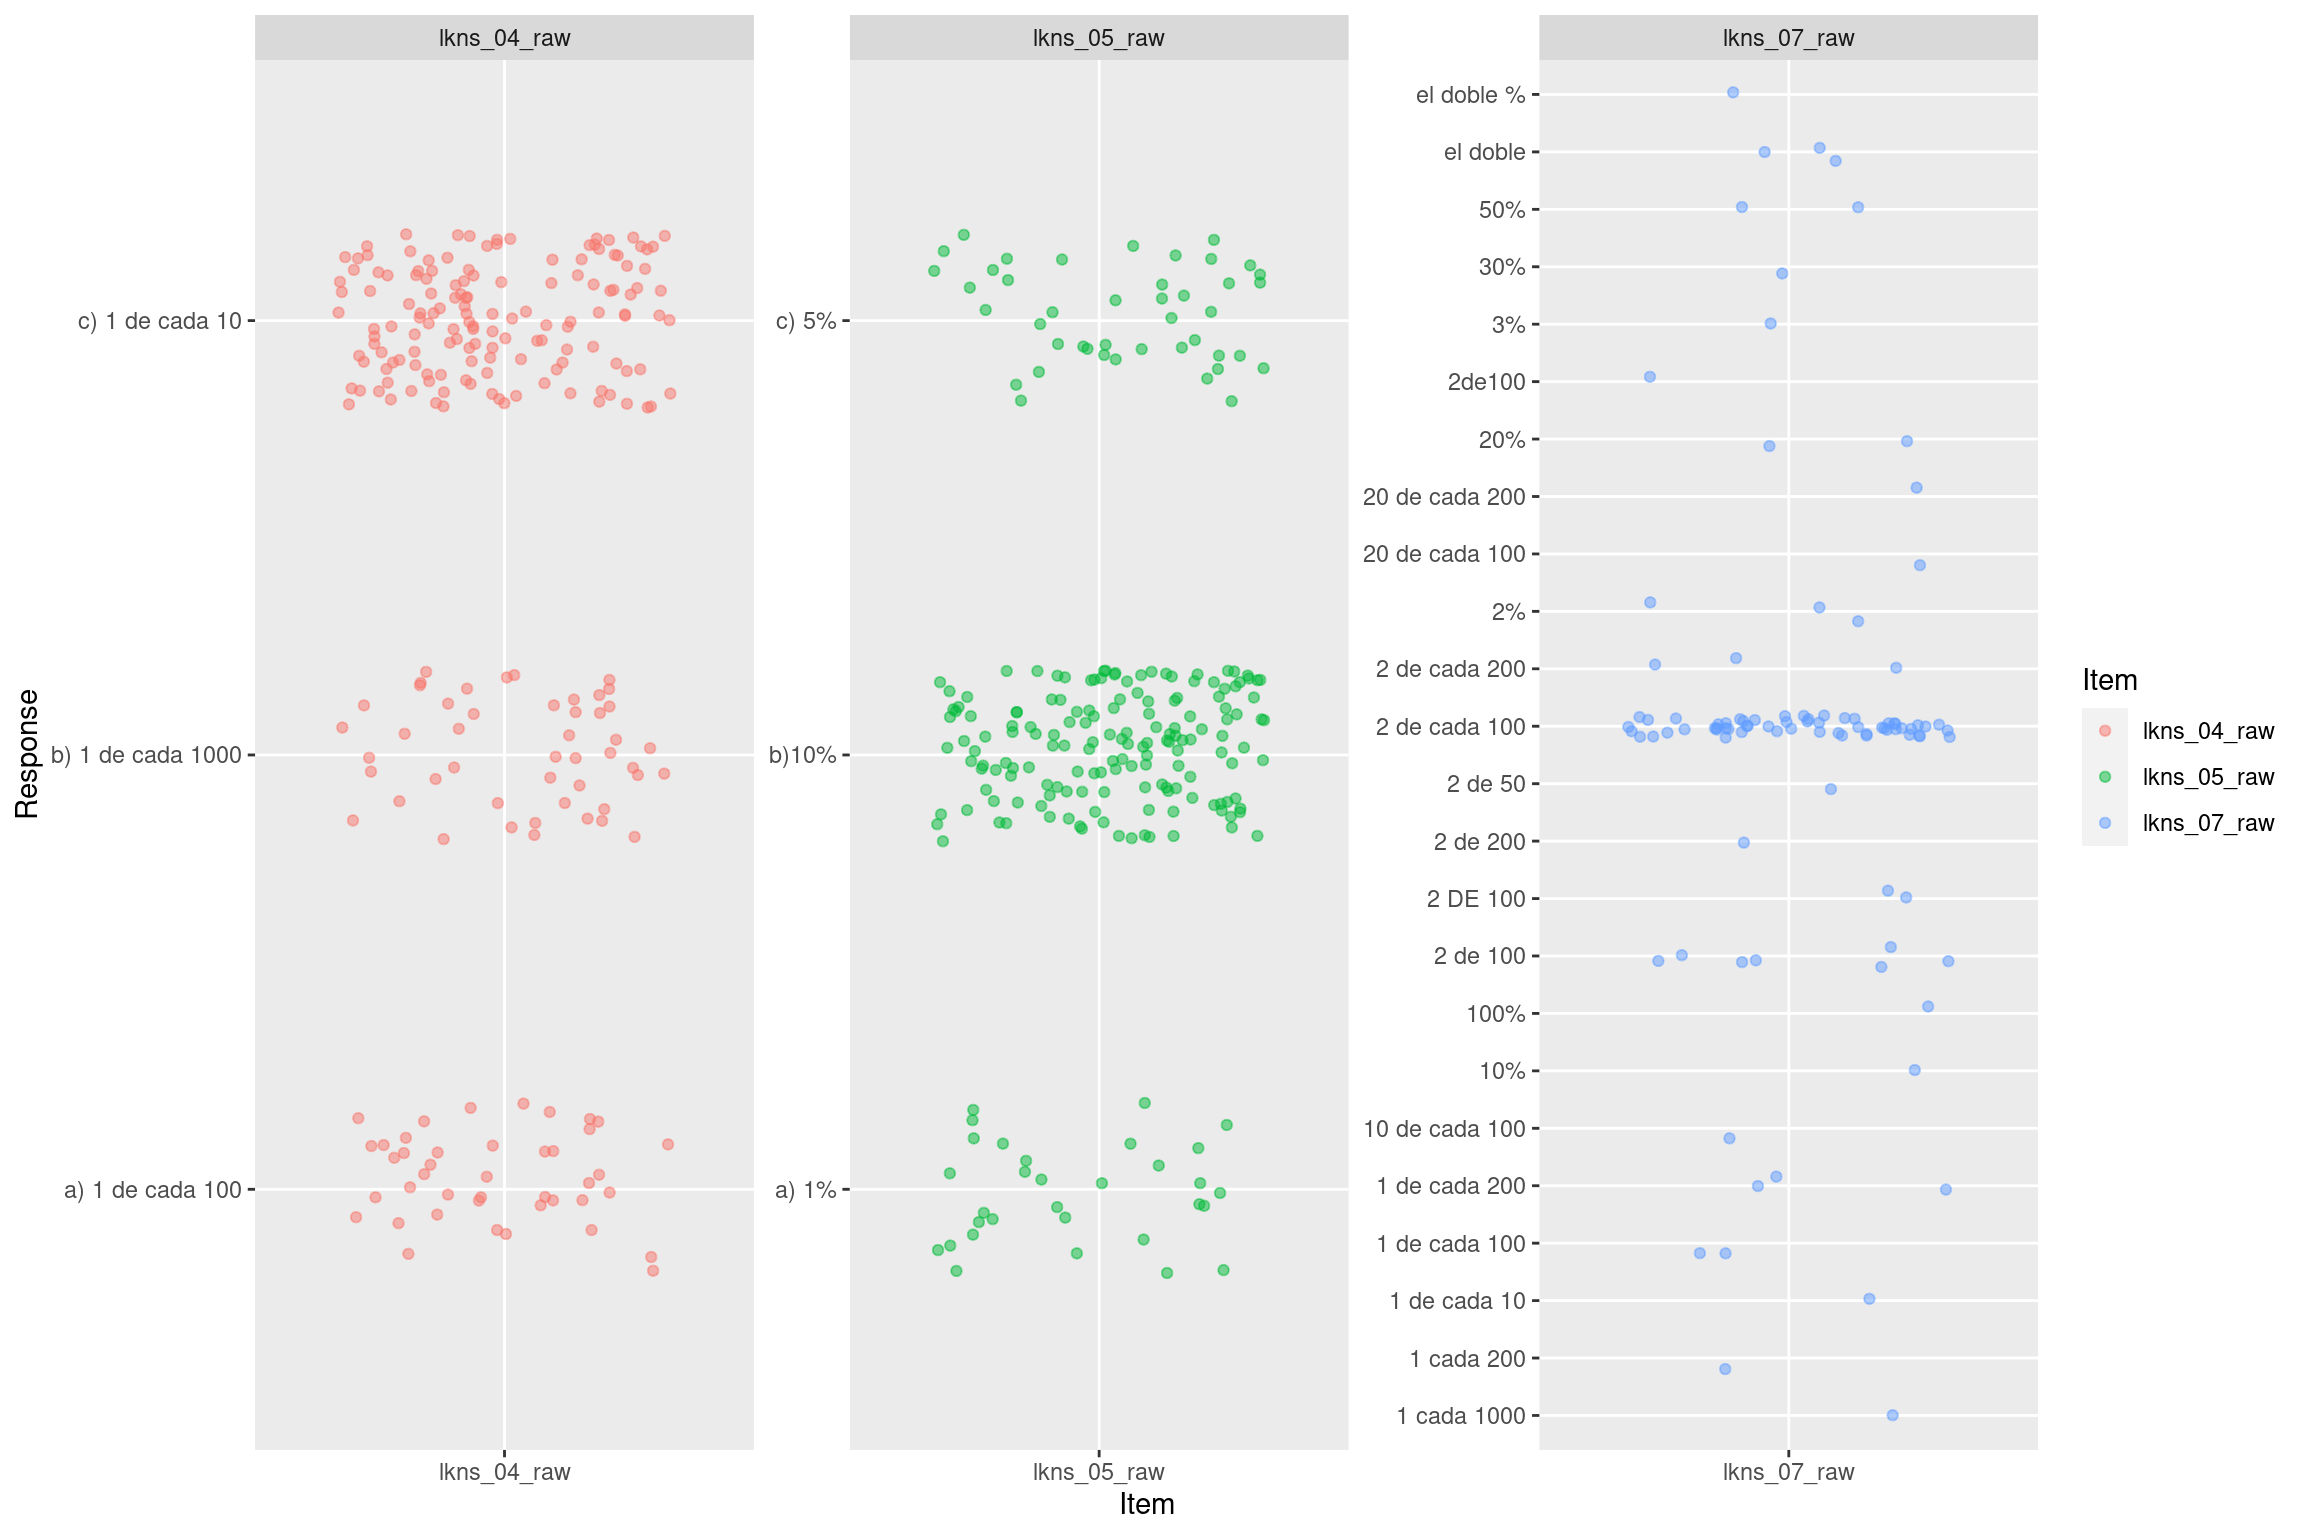 lkns_04_raw
lkns_05_raw
lkns_07_raw
Response
c) 1 de cada 10
b) 1 de cada 1000
a) 1 de cada 100
c) 5%
b)10%
a) 1%
el doble %
el doble
50%
30%
3%
2de100
20%
20 de cada 200
20 de cada 100
2%
2 de cada 200
2 de cada 100
2 de 50
2 de 200
2 DE 100
2 de 100
100%
10%
10 de cada 100
1 de cada 200
1 de cada 100
1 de cada 10
1 cada 200
1 cada 1000
lkns_04_raw
lkns_05_raw
lkns_07_raw
Item
Item
lkns_04_raw
lkns_05_raw
lkns_07_raw